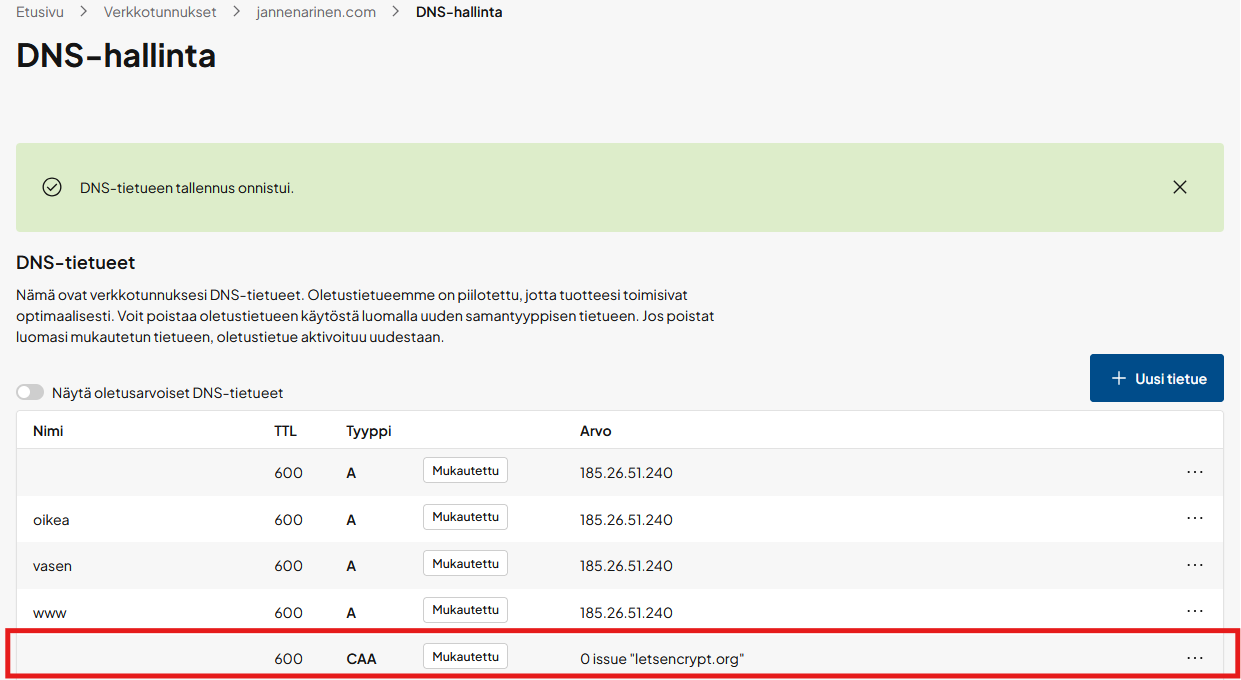 Etusivu > Verkkotunnukset > jannenarinen.com > DNS-hallinta
DNS-hallinta
DNS-tietueen tallennus onnistui.
DNS-tietueet
Nämä ovat verkkotunnuksesi DNS-tietueet. Oletustietueemme on piilotettu, jotta tuotteesi toimisivat
optimaalisesti. Voit poistaa oletustietueen käytöstä luomalla uuden samantyyppisen tietueen. Jos poistat
luomasi mukautetun tietueen, oletustietue aktivoituu uudestaan.
+ Uusi tietue
Näytä oletusarvoiset DNS-tietueet
Nimi TTL Tyyppi Arvo
600 A Mukautettu 185.26.51.240 ...
oikea 600 A Mukautettu 185.26.51.240 ...
vasen 600 A Mukautettu 185.26.51.240 ...
www 600 A Mukautettu 185.26.51.240 ...
600 CAA Mukautettu 0 issue "letsencrypt.org" ...